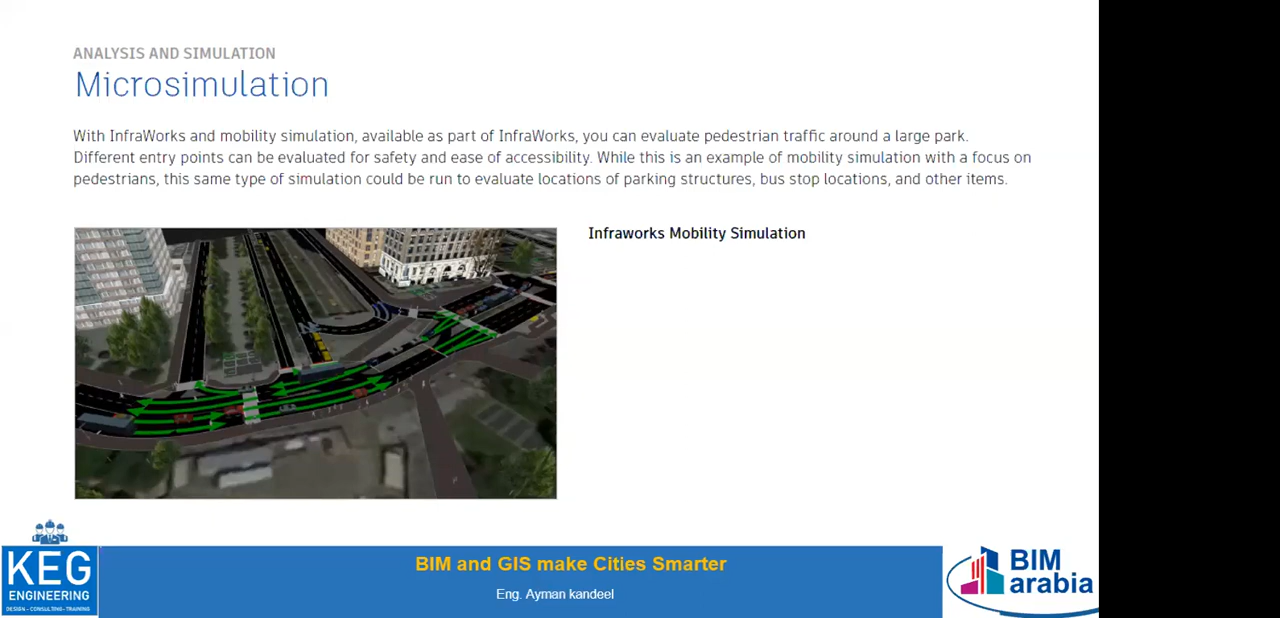 ANALYSIS AND SIMULATION
Microsimulation
With InfraWorks and mobility simulation, available as part of InfraWorks, you can evaluate pedestrian traffic around a large park.
Different entry points can be evaluated for safety and ease of accessibility. While this is an example of mobility simulation with a focus on
pedestrians, this same type of simulation could be run to evaluate locations of parking structures, bus stop locations, and other items.
Infraworks Mobility Simulation
KEG
ENGINEERING
DESIGN - CONSULTING - TRAINING
BIM and GIS make Cities Smarter
Eng. Ayman kandeel
BIM
arabia